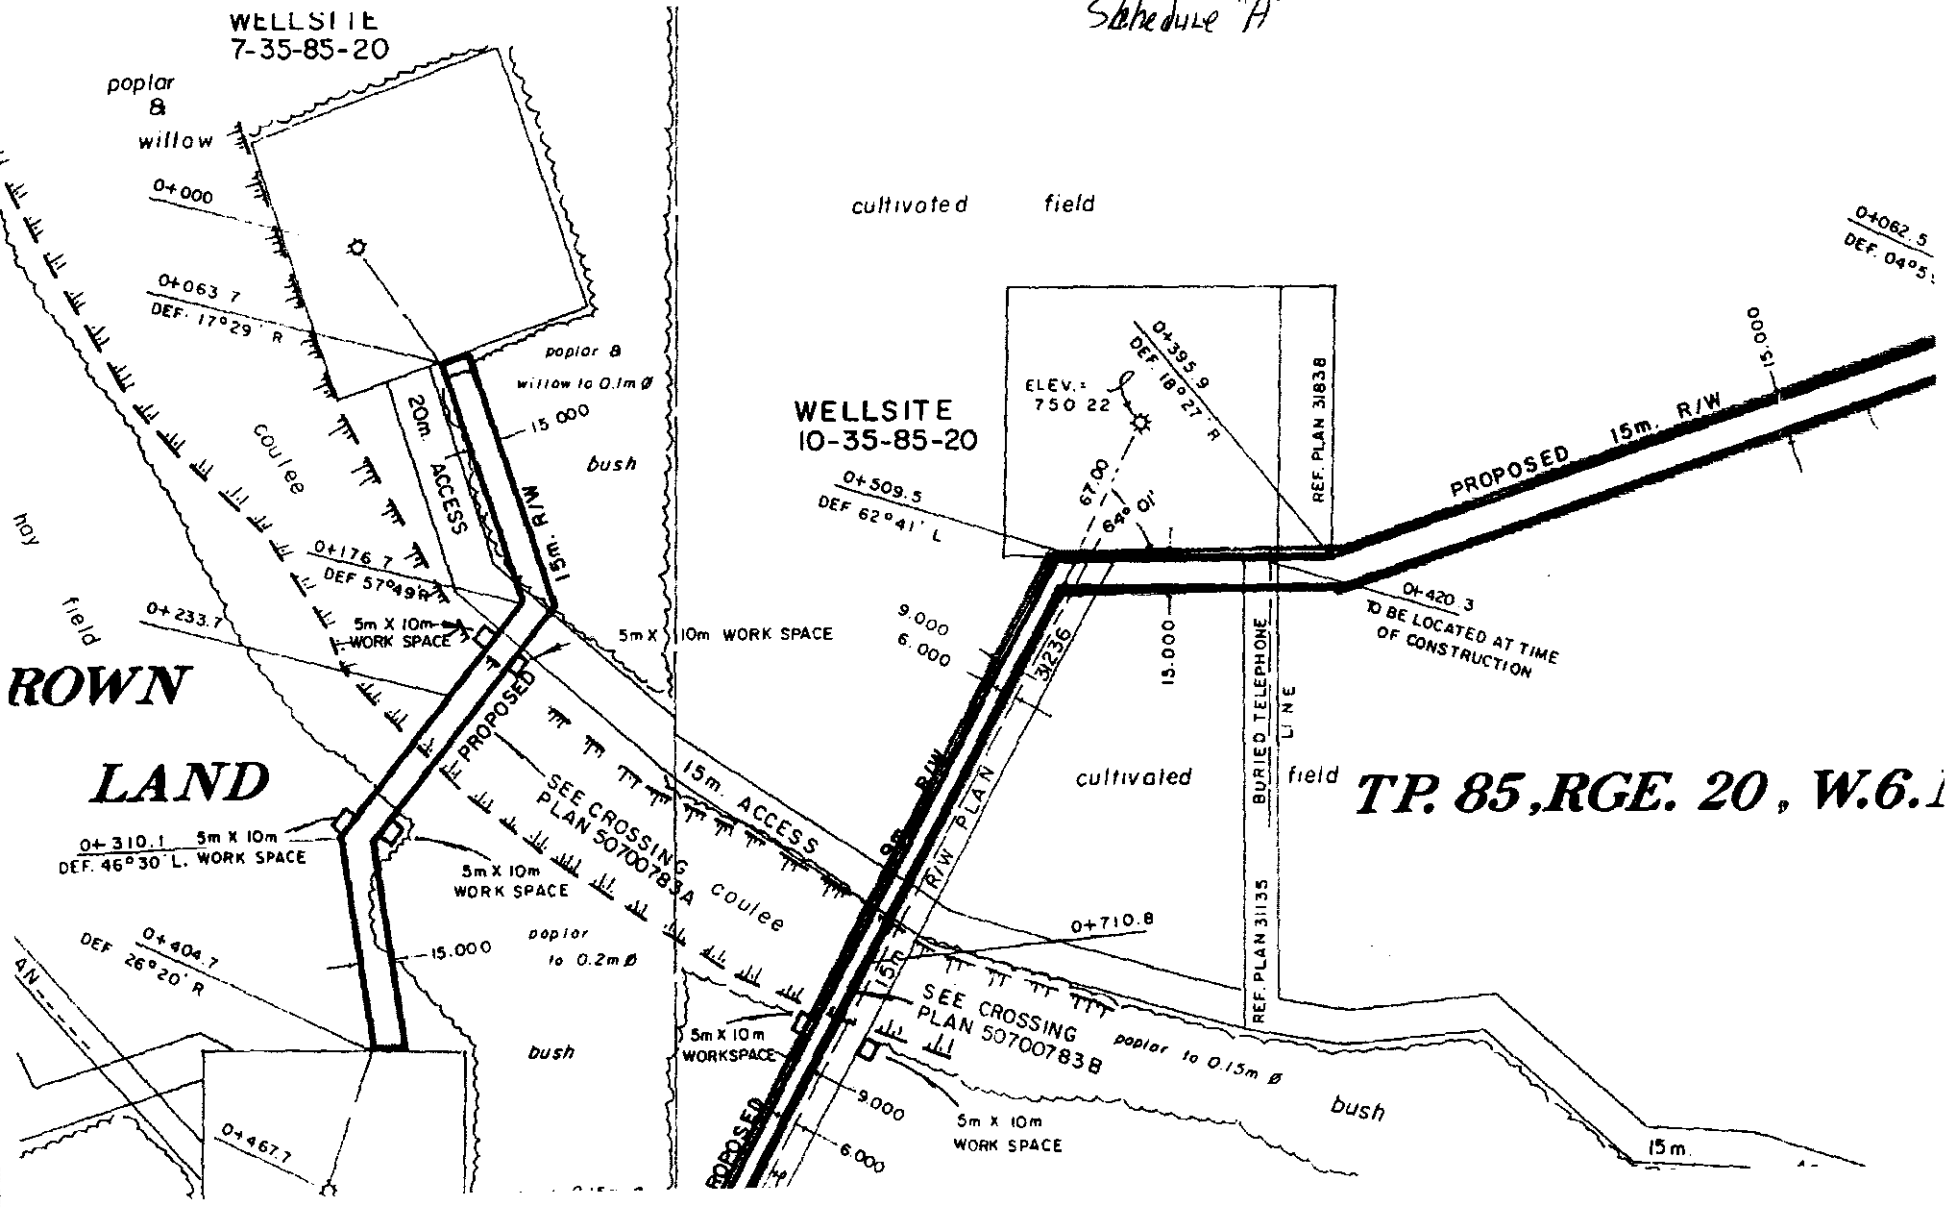 Schedule "A"
WELLSITE
7-35-85-20
poplar
&
willow
0+000
0+063.7
DEF. 17°29' R
poplar &
willow to 0.1m Ø
20m. ACCESS
15.000
bush
15m. R/W
coulee
hay
field
0+176.7
DEF 57°49' R
0+233.7
5m X 10m
WORK SPACE
5m X 10m WORK SPACE
PROPOSED
ROWN
LAND
0+310.1
DEF. 46°30' L.
5m X 10m
WORK SPACE
5m X 10m
WORK SPACE
SEE CROSSING
PLAN 50700783A
coulee
15m. ACCESS
0+404.7
DEF 26°20' R
15.000
poplar
to 0.2m Ø
AN
bush
0+467.7
cultivated field
0+062.5
DEF. 04°5
15.000
WELLSITE
10-35-85-20
ELEV.=
750.22
0+395.9
DEF. 18°27' R
REF. PLAN 31838
67.00
64°01'
0+509.5
DEF 62°41' L
PROPOSED 15m. R/W
0+420.3
TO BE LOCATED AT TIME
OF CONSTRUCTION
9.000
6.000
15.000
31236
R/W PLAN
15m
R/W
BURIED TELEPHONE
LINE
REF. PLAN 31135
cultivated field
TP. 85, RGE. 20, W.6.
0+710.8
SEE CROSSING
PLAN 50700783B
5m X 10m
WORKSPACE
poplar to 0.15m Ø
bush
9.000
6.000
5m X 10m
WORK SPACE
ROPOSED
15m.